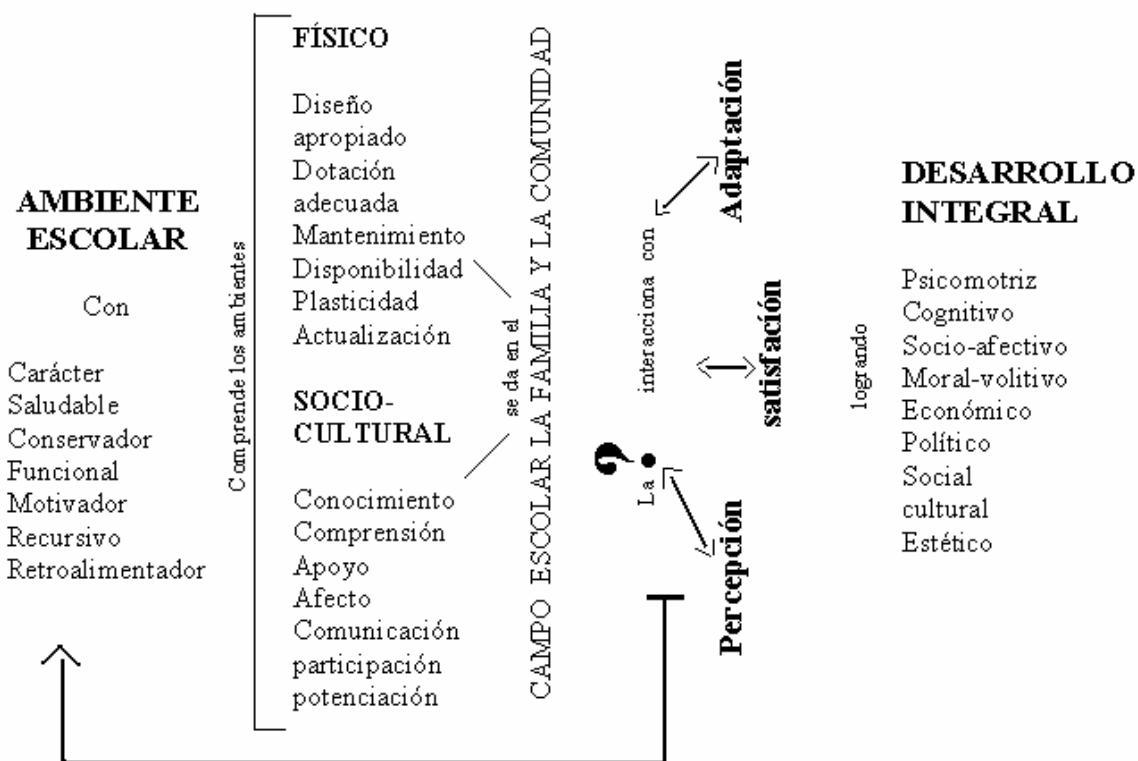 AMBIENTE
ESCOLAR
Con
Carácter
Saludable
Conservador
Funcional
Motivador
Recursivo
Retroalimentador
Comprende los ambientes
FÍSICO
Diseño
apropiado
Dotación
adecuada
Mantenimiento
Disponibilidad
Plasticidad
Actualización
SOCIO-
CULTURAL
Conocimiento
Comprensión
Apoyo
Afecto
Comunicación
participación
potenciación
se da en el
CAMPO ESCOLAR LA FAMILIA Y LA COMUNIDAD
La ?
interacciona con
Adaptación
satisfación
Percepción
logrando
DESARROLLO
INTEGRAL
Psicomotriz
Cognitivo
Socio-afectivo
Moral-volitivo
Económico
Político
Social
cultural
Estético